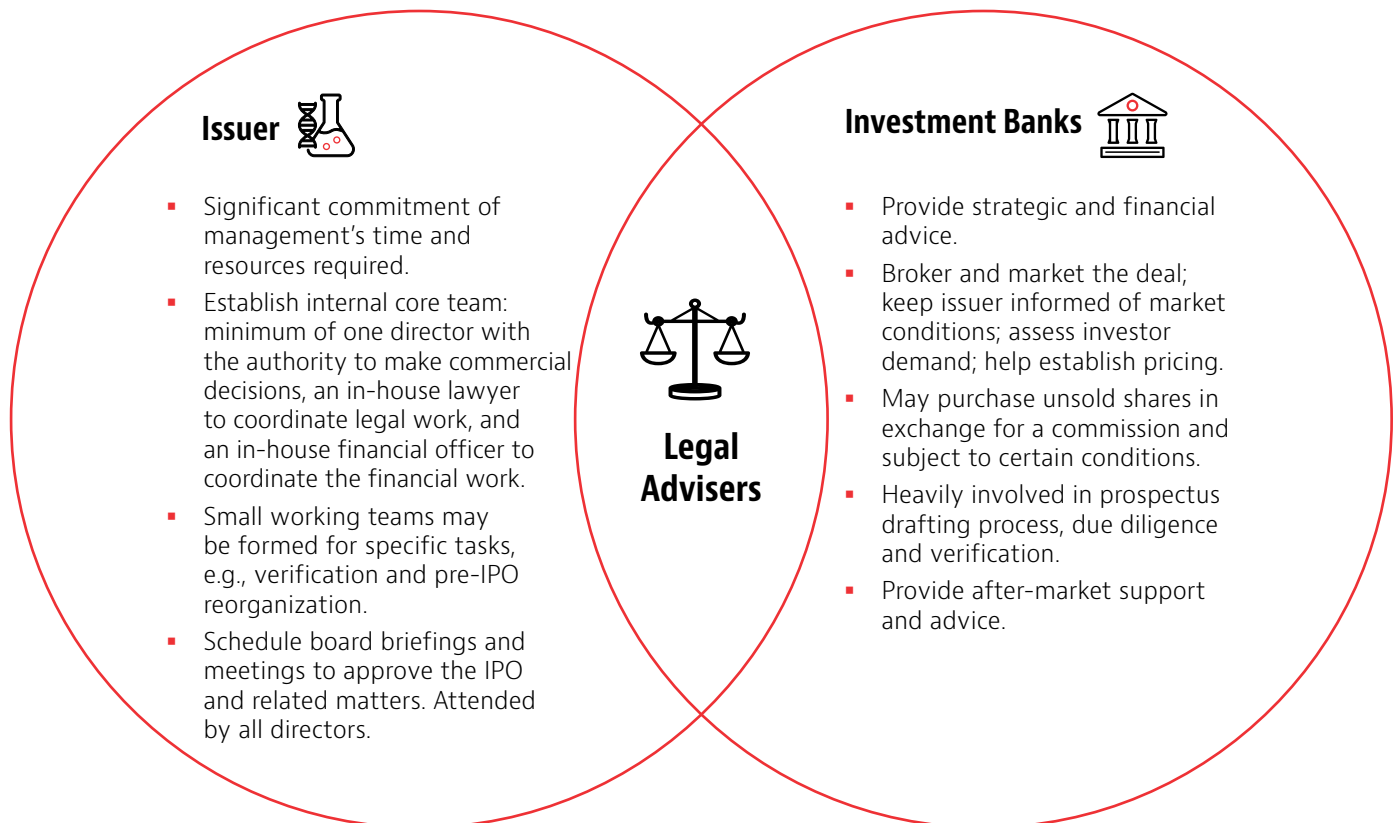 Issuer
▪ Significant commitment of
management’s time and
resources required.
▪ Establish internal core team:
minimum of one director with
the authority to make commercial
decisions, an in-house lawyer
to coordinate legal work, and
an in-house financial officer to
coordinate the financial work.
▪ Small working teams may
be formed for specific tasks,
e.g., verification and pre-IPO
reorganization.
▪ Schedule board briefings and
meetings to approve the IPO
and related matters. Attended
by all directors.
Legal
Advisers
Investment Banks
▪ Provide strategic and financial
advice.
▪ Broker and market the deal;
keep issuer informed of market
conditions; assess investor
demand; help establish pricing.
▪ May purchase unsold shares in
exchange for a commission and
subject to certain conditions.
▪ Heavily involved in prospectus
drafting process, due diligence
and verification.
▪ Provide after-market support
and advice.